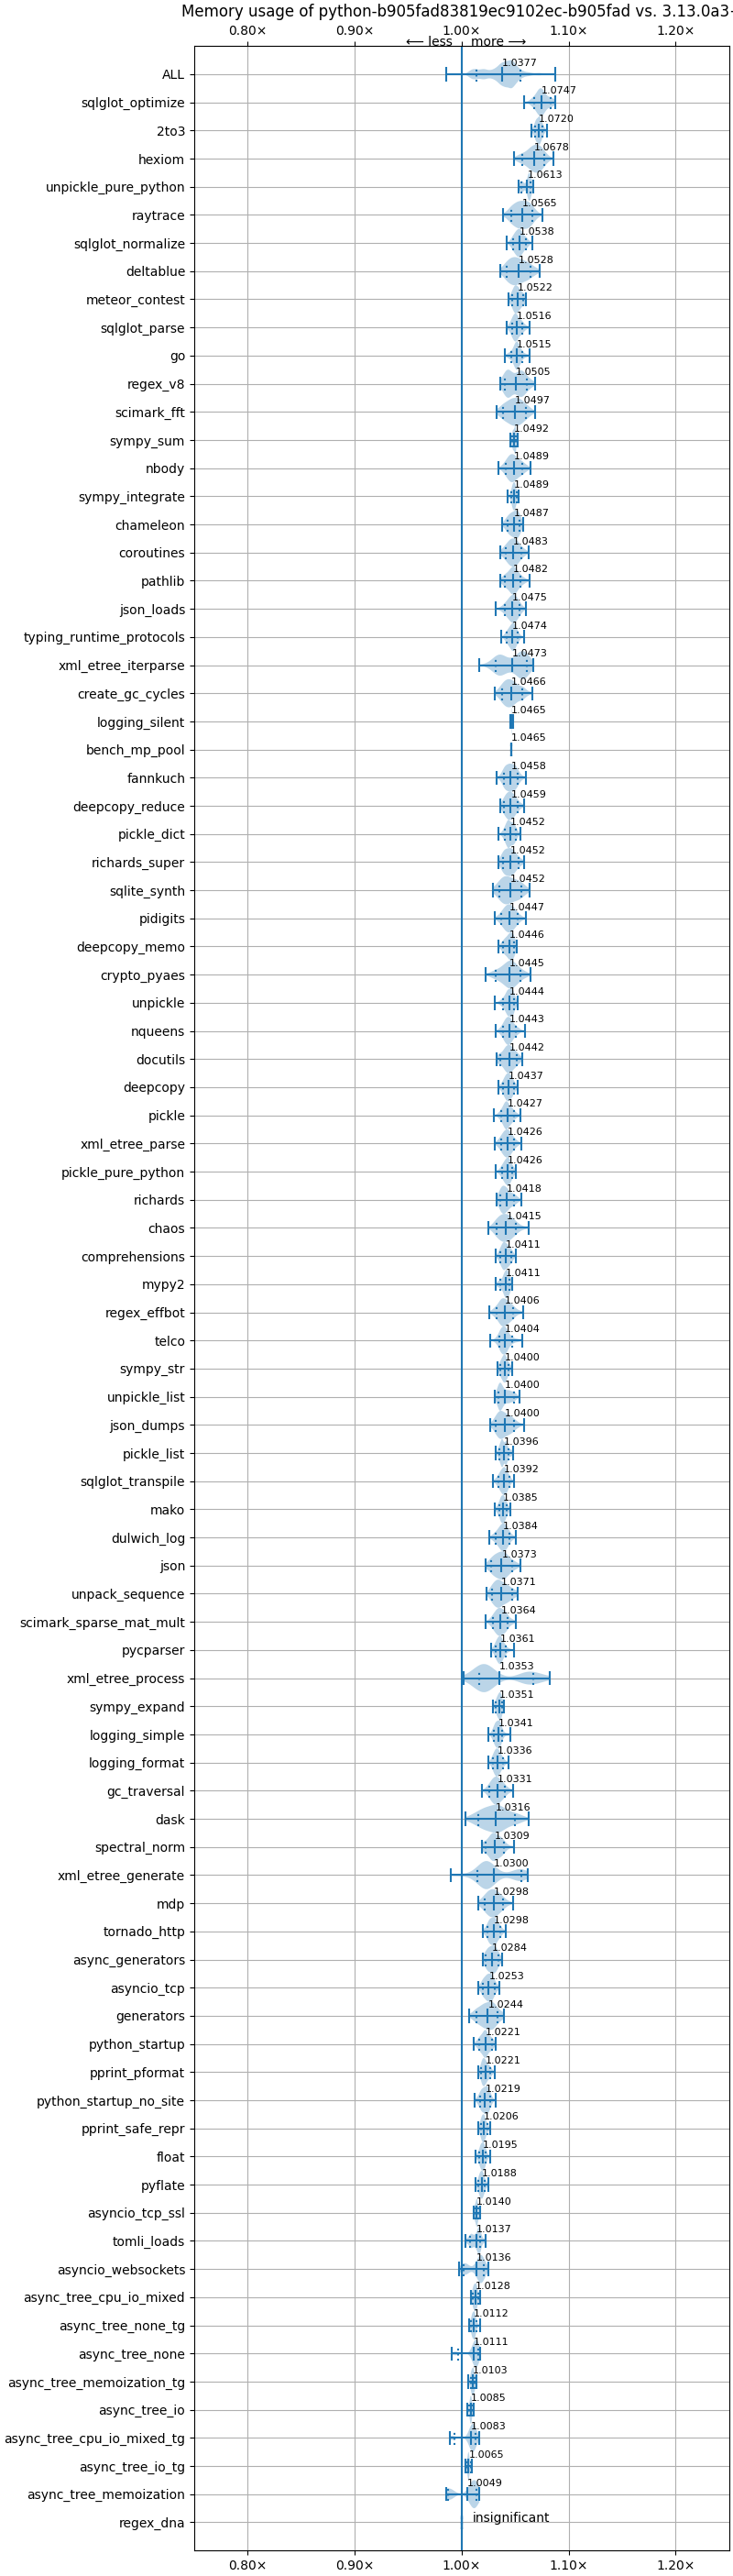 Memory usage of python-b905fad83819ec9102ec-b905fad vs. 3.13.0a3-
0.80× 0.90× 1.00× 1.10× 1.20×
⟵ less more ⟶
ALL 1.0377
sqlglot_optimize 1.0747
2to3 1.0720
hexiom 1.0678
unpickle_pure_python 1.0613
raytrace 1.0565
sqlglot_normalize 1.0538
deltablue 1.0528
meteor_contest 1.0522
sqlglot_parse 1.0516
go 1.0515
regex_v8 1.0505
scimark_fft 1.0497
sympy_sum 1.0492
nbody 1.0489
sympy_integrate 1.0489
chameleon 1.0487
coroutines 1.0483
pathlib 1.0482
json_loads 1.0475
typing_runtime_protocols 1.0474
xml_etree_iterparse 1.0473
create_gc_cycles 1.0466
logging_silent 1.0465
bench_mp_pool 1.0465
fannkuch 1.0458
deepcopy_reduce 1.0459
pickle_dict 1.0452
richards_super 1.0452
sqlite_synth 1.0452
pidigits 1.0447
deepcopy_memo 1.0446
crypto_pyaes 1.0445
unpickle 1.0444
nqueens 1.0443
docutils 1.0442
deepcopy 1.0437
pickle 1.0427
xml_etree_parse 1.0426
pickle_pure_python 1.0426
richards 1.0418
chaos 1.0415
comprehensions 1.0411
mypy2 1.0411
regex_effbot 1.0406
telco 1.0404
sympy_str 1.0400
unpickle_list 1.0400
json_dumps 1.0400
pickle_list 1.0396
sqlglot_transpile 1.0392
mako 1.0385
dulwich_log 1.0384
json 1.0373
unpack_sequence 1.0371
scimark_sparse_mat_mult 1.0364
pycparser 1.0361
xml_etree_process 1.0353
sympy_expand 1.0351
logging_simple 1.0341
logging_format 1.0336
gc_traversal 1.0331
dask 1.0316
spectral_norm 1.0309
xml_etree_generate 1.0300
mdp 1.0298
tornado_http 1.0298
async_generators 1.0284
asyncio_tcp 1.0253
generators 1.0244
python_startup 1.0221
pprint_pformat 1.0221
python_startup_no_site 1.0219
pprint_safe_repr 1.0206
float 1.0195
pyflate 1.0188
asyncio_tcp_ssl 1.0140
tomli_loads 1.0137
asyncio_websockets 1.0136
async_tree_cpu_io_mixed 1.0128
async_tree_none_tg 1.0112
async_tree_none 1.0111
async_tree_memoization_tg 1.0103
async_tree_io 1.0085
async_tree_cpu_io_mixed_tg 1.0083
async_tree_io_tg 1.0065
async_tree_memoization 1.0049
regex_dna insignificant
0.80× 0.90× 1.00× 1.10× 1.20×